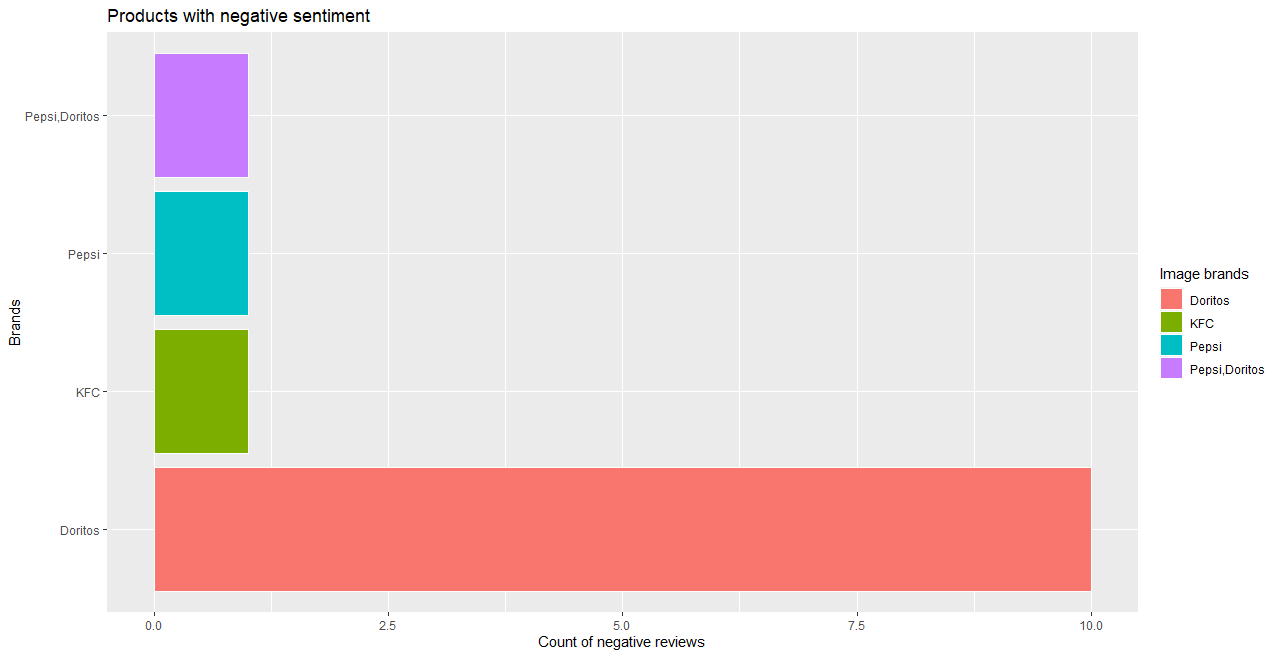 Products with negative sentiment
Brands
Pepsi,Doritos
Pepsi
KFC
Doritos
0.0 2.5 5.0 7.5 10.0
Count of negative reviews
Image brands
Doritos
KFC
Pepsi
Pepsi,Doritos